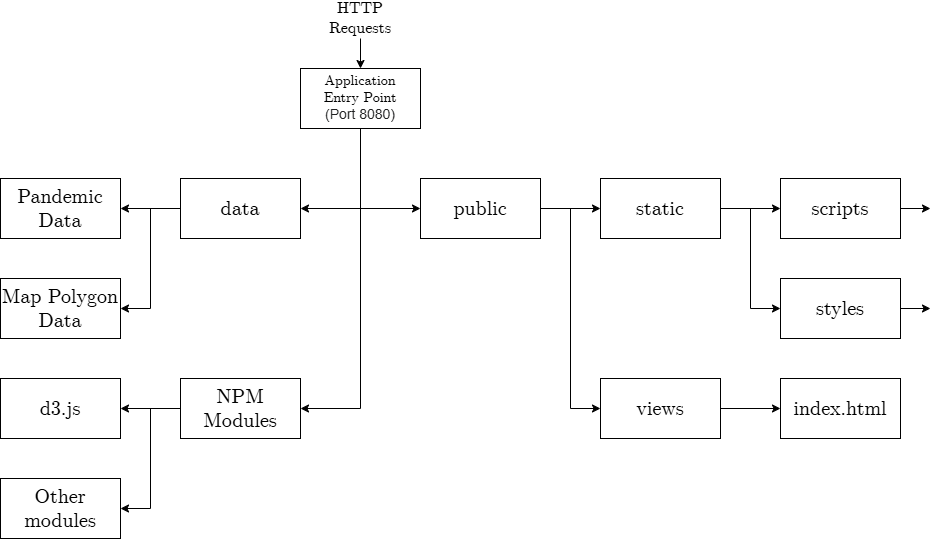 HTTP
Requests
Application
Entry Point
(Port 8080)
Pandemic
Data
data
public
static
scripts
Map Polygon
Data
styles
d3.js
NPM
Modules
views
index.html
Other
modules